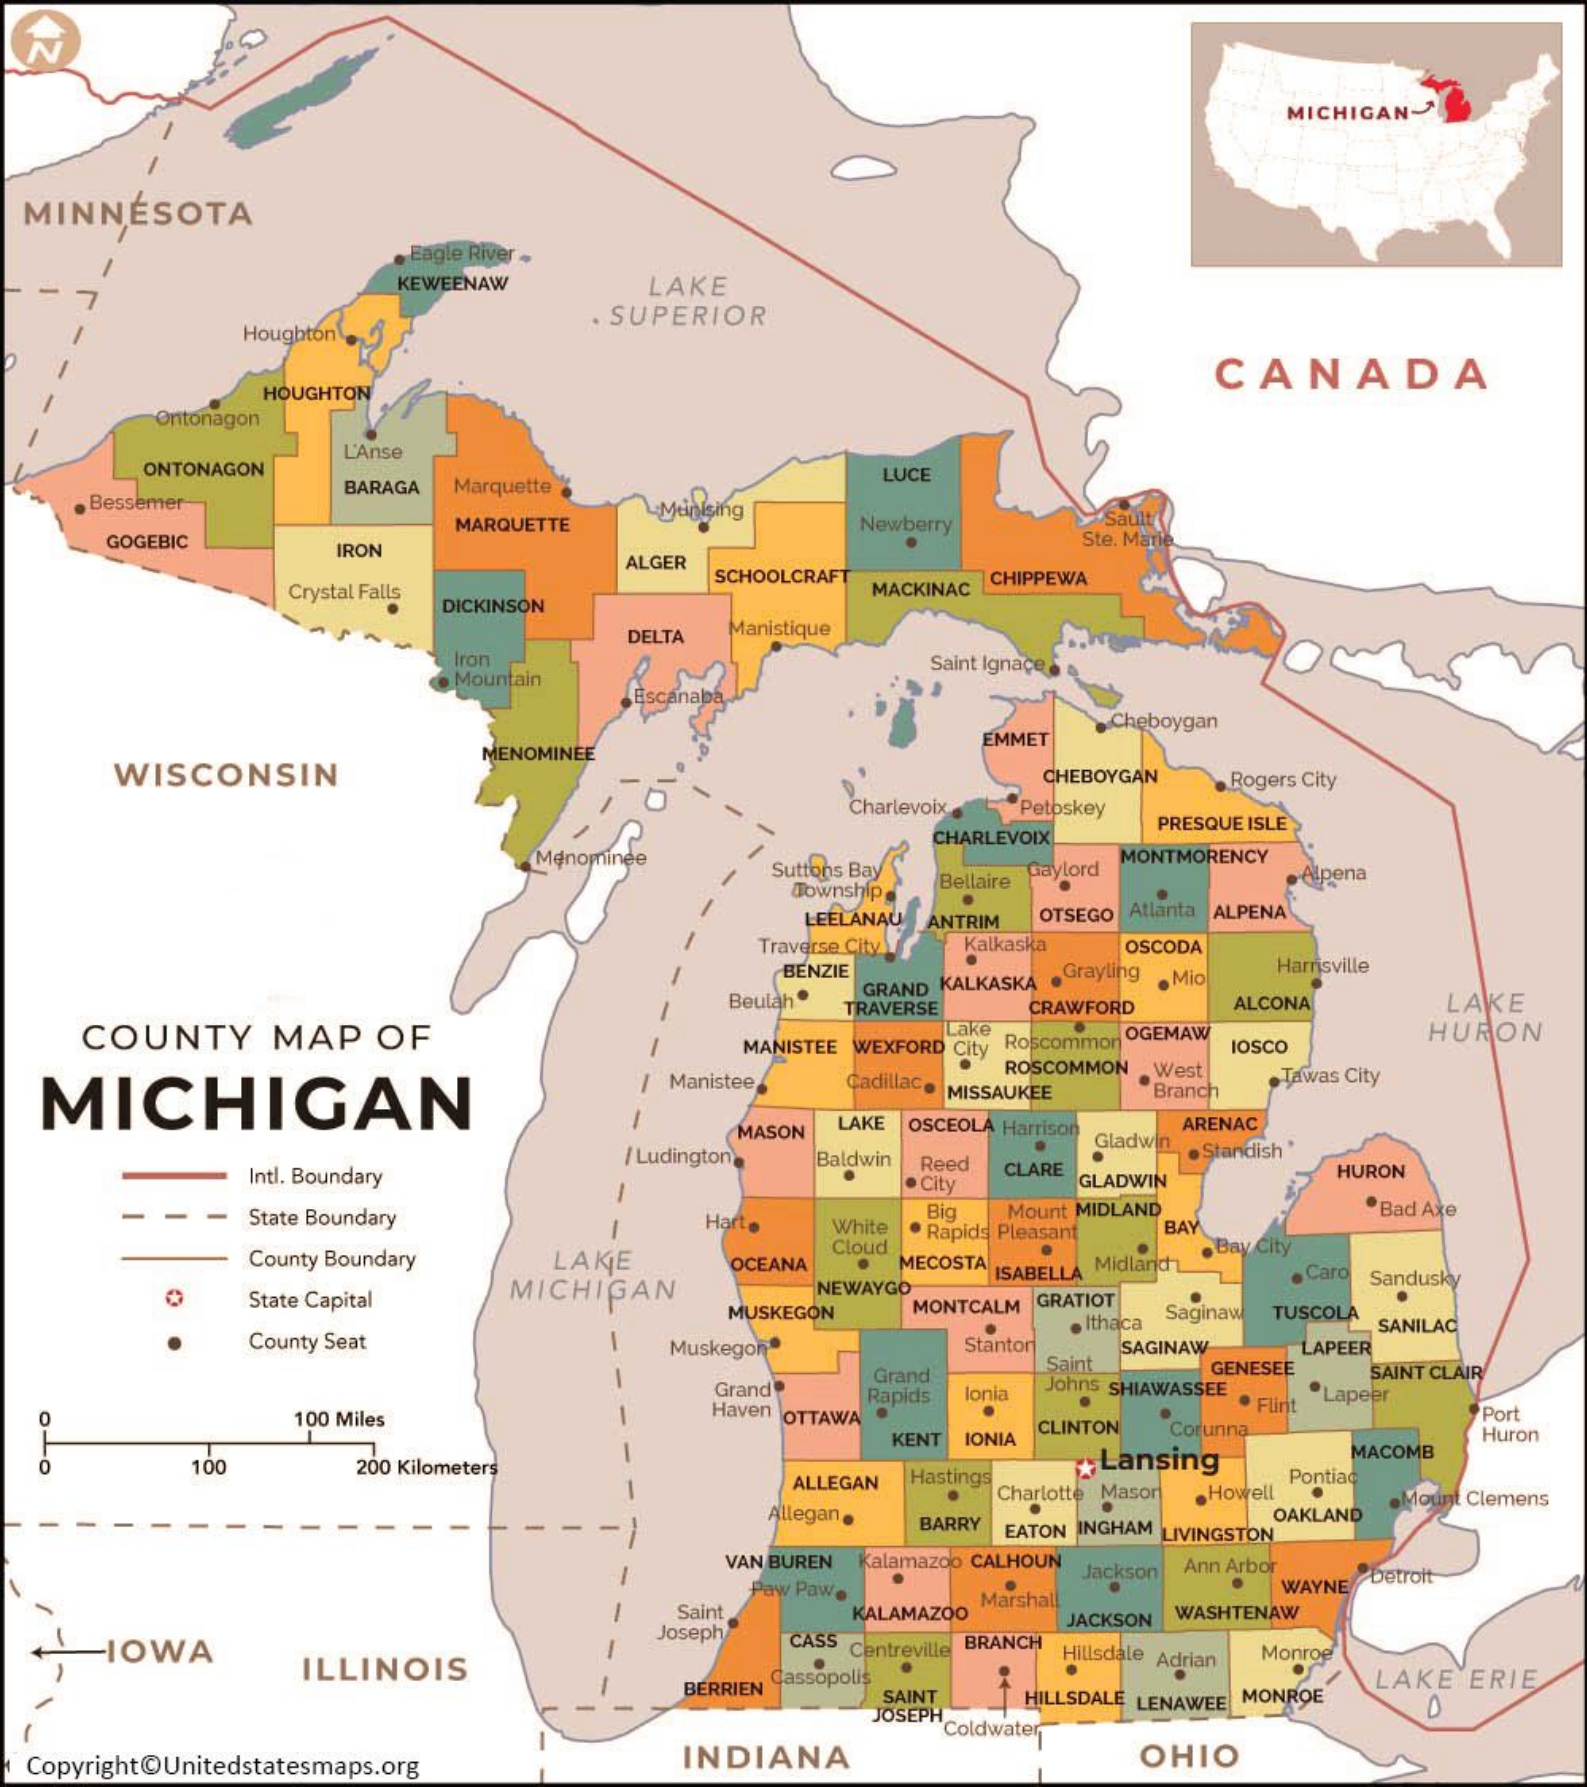 N
MICHIGAN
MINNESOTA
Eagle River
KEWEENAW
LAKE
SUPERIOR
Houghton
CANADA
HOUGHTON
Ontonagon
L'Anse
ONTONAGON
BARAGA
Marquette
MARQUETTE
Bessemer
GOGEBIC
IRON
Crystal Falls
Munising
ALGER
LUCE
Newberry
Sault
Ste. Marie
SCHOOLCRAFT
MACKINAC
CHIPPEWA
DICKINSON
DELTA
Manistique
Iron
Mountain
Escanaba
Saint Ignace
MENOMINEE
WISCONSIN
Menominee
EMMET
Cheboygan
CHEBOYGAN
Rogers City
Charlevoix
Petoskey
PRESQUE ISLE
CHARLEVOIX
MONTMORENCY
Suttons Bay
Township
Bellaire
Gaylord
Alpena
LEELANAU
ANTRIM
OTSEGO
Atlanta
ALPENA
Traverse City
Kalkaska
OSCODA
Harrisville
BENZIE
GRAND
TRAVERSE
KALKASKA
Grayling
Mio
Beulah
CRAWFORD
ALCONA
LAKE
HURON
COUNTY MAP OF
MICHIGAN
MANISTEE
WEXFORD
Lake
City
Roscommon
OGEMAW
IOSCO
Manistee
Cadillac
MISSAUKEE
ROSCOMMON
West
Branch
Tawas City
MASON
LAKE
OSCEOLA
Harrison
Gladwin
ARENAC
Ludington
Baldwin
Reed
City
CLARE
GLADWIN
Standish
HURON
Bad Axe
Intl. Boundary
State Boundary
County Boundary
State Capital
County Seat
Hart
White
Cloud
Big
Rapids
Mount
Pleasant
MIDLAND
BAY
OCEANA
NEWAYGO
MECOSTA
ISABELLA
Midland
Bay City
Caro
Sandusky
LAKE
MICHIGAN
MUSKEGON
MONTCALM
GRATIOT
Saginaw
TUSCOLA
SANILAC
Muskegon
Stanton
Ithaca
SAGINAW
LAPEER
Grand
Haven
Grand
Rapids
Ionia
Saint
Johns
SHIAWASSEE
GENESEE
SAINT CLAIR
OTTAWA
KENT
IONIA
CLINTON
Corunna
Flint
Lapeer
Port
Huron
0
100 Miles
0
100
200 Kilometers
Lansing
MACOMB
ALLEGAN
Hastings
Charlotte
Mason
Howell
Pontiac
Mount Clemens
Allegan
BARRY
EATON
INGHAM
LIVINGSTON
OAKLAND
VAN BUREN
Kalamazoo
CALHOUN
Jackson
Ann Arbor
WAYNE
Detroit
Paw Paw
KALAMAZOO
Marshall
JACKSON
WASHTENAW
Saint
Joseph
CASS
Centreville
BRANCH
Hillsdale
Adrian
Monroe
BERRIEN
Cassopolis
SAINT
JOSEPH
HILLSDALE
LENAWEE
MONROE
LAKE ERIE
IOWA
ILLINOIS
Coldwater
INDIANA
OHIO
Copyright©Unitedstatesmaps.org